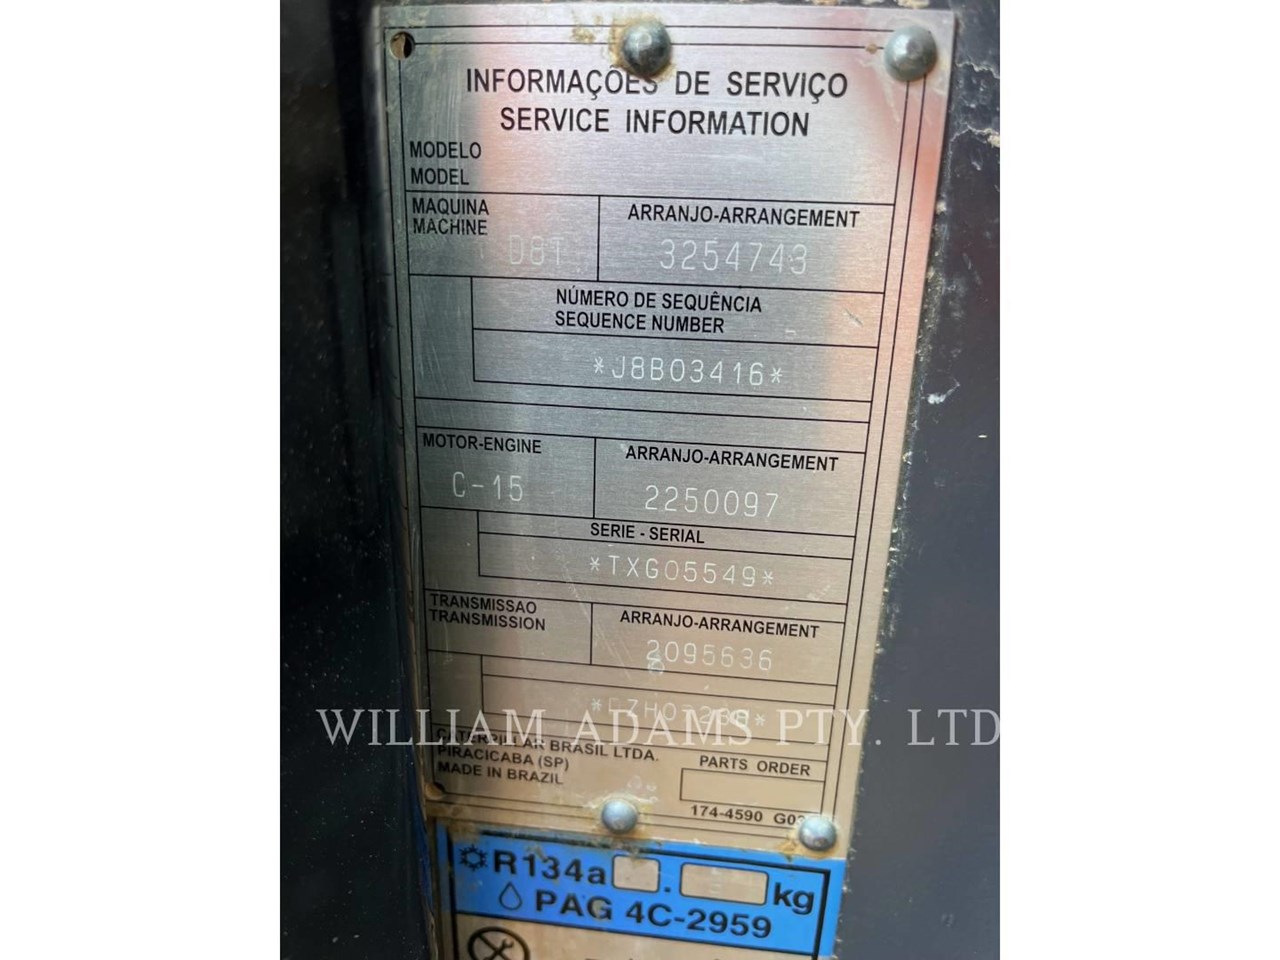 INFORMAÇÕES DE SERVIÇO
SERVICE INFORMATION
MODELO
MODEL
MAQUINA
MACHINE
D8T
ARRANJO-ARRANGEMENT
3254743
NÚMERO DE SEQUÊNCIA
SEQUENCE NUMBER
*J8B03416*
MOTOR-ENGINE
C-15
ARRANJO-ARRANGEMENT
2250097
SERIE - SERIAL
*TXG05549*
TRANSMISSAO
TRANSMISSION
ARRANJO-ARRANGEMENT
2095636
WILLIAM ADAMS PTY. LTD
CATERPILLAR BRASIL LTDA.
PIRACICABA (SP)
MADE IN BRAZIL
PARTS ORDER
174-4590
R134a . kg
PAG 4C-2959